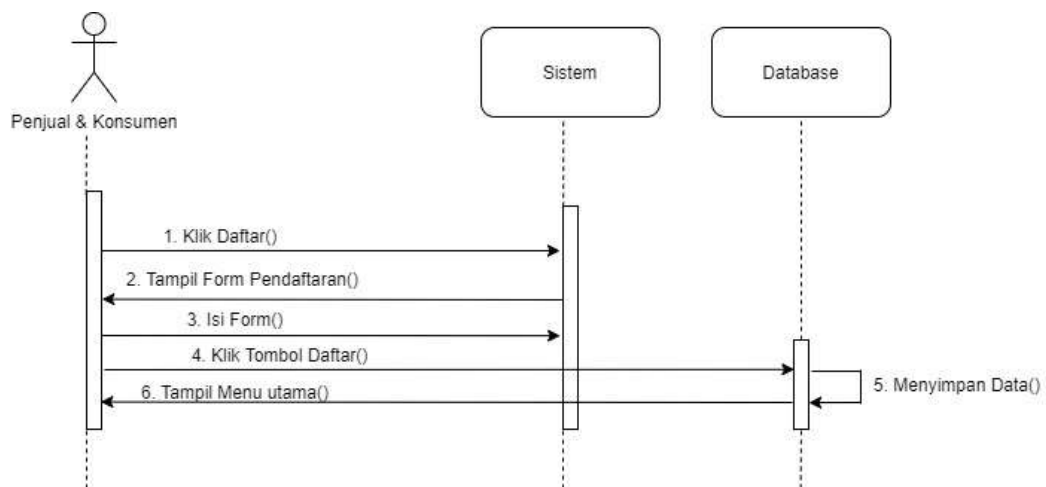 Sistem
Database
Penjual & Konsumen
1. Klik Daftar()
2. Tampil Form Pendaftaran()
3. Isi Form()
4. Klik Tombol Daftar()
5. Menyimpan Data()
6. Tampil Menu utama()